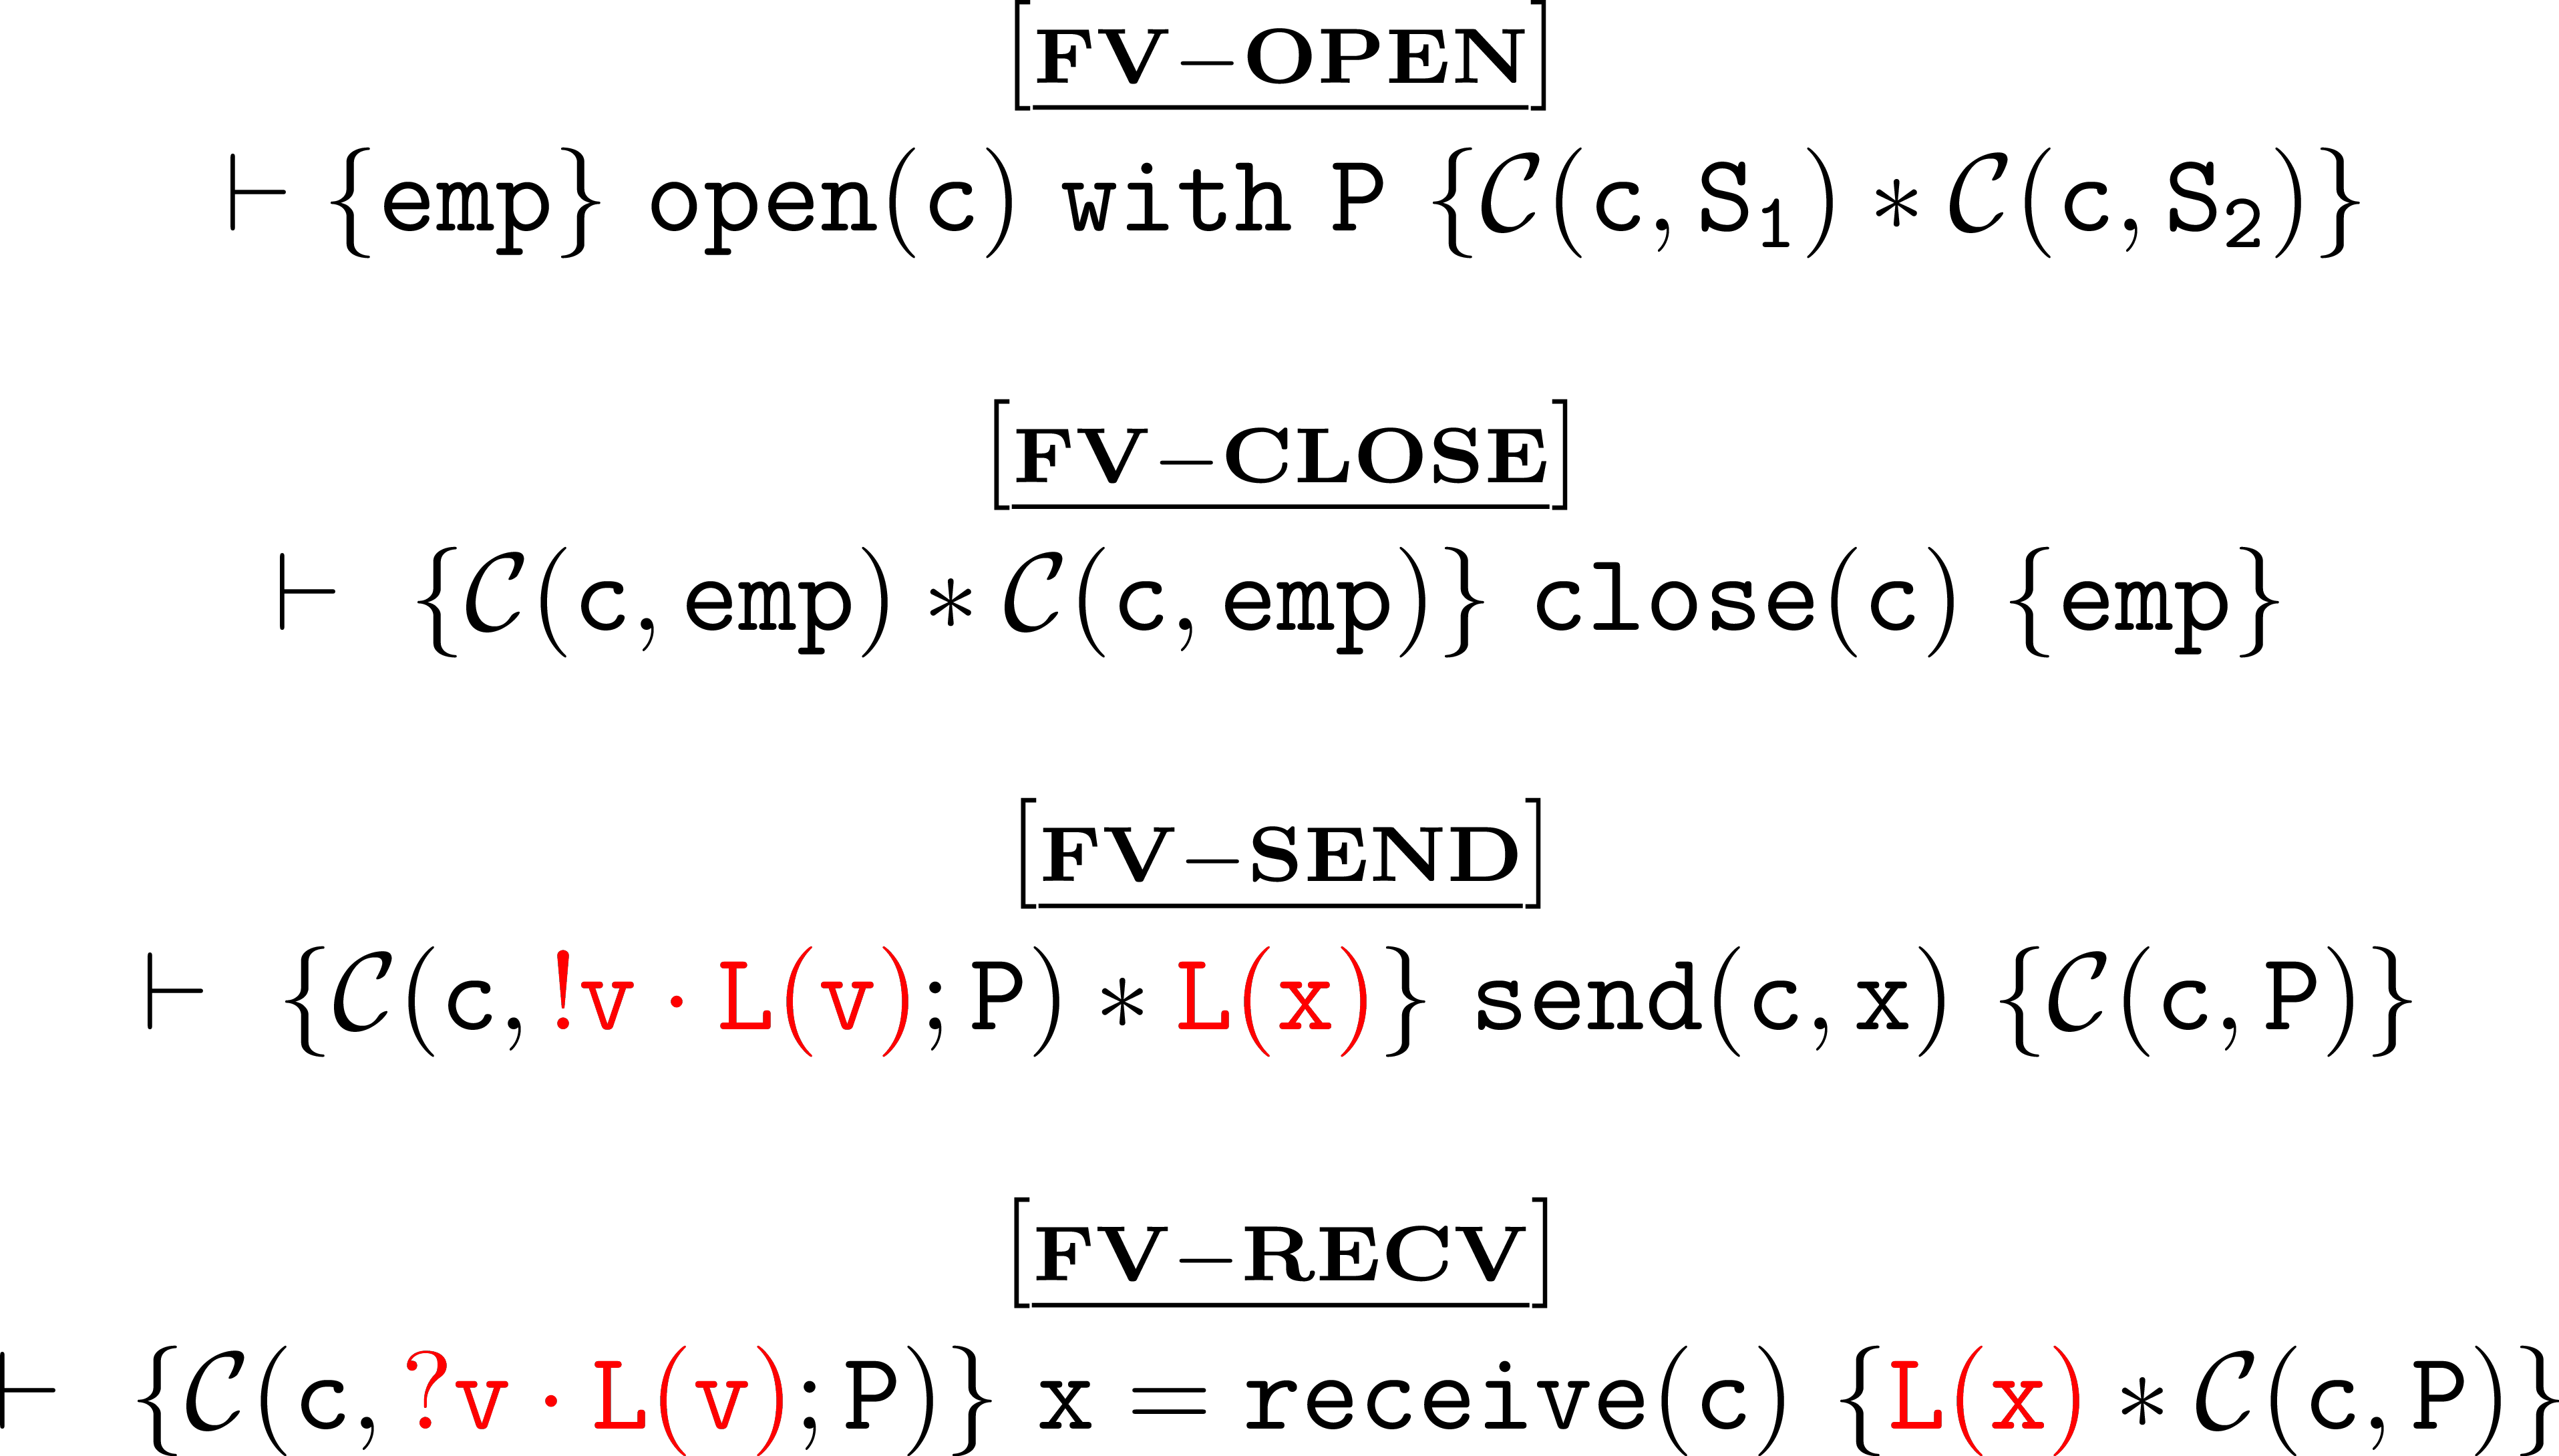 [FV–OPEN]
⊢ {emp} open(c) with P {𝒞(c, S₁) ∗ 𝒞(c, S₂)}
[FV–CLOSE]
⊢ {𝒞(c, emp) ∗ 𝒞(c, emp)} close(c) {emp}
[FV–SEND]
⊢ {𝒞(c, !v · L(v); P) ∗ L(x)} send(c, x) {𝒞(c, P)}
[FV–RECV]
⊢ {𝒞(c, ?v · L(v); P)} x = receive(c) {L(x) ∗ 𝒞(c, P)}